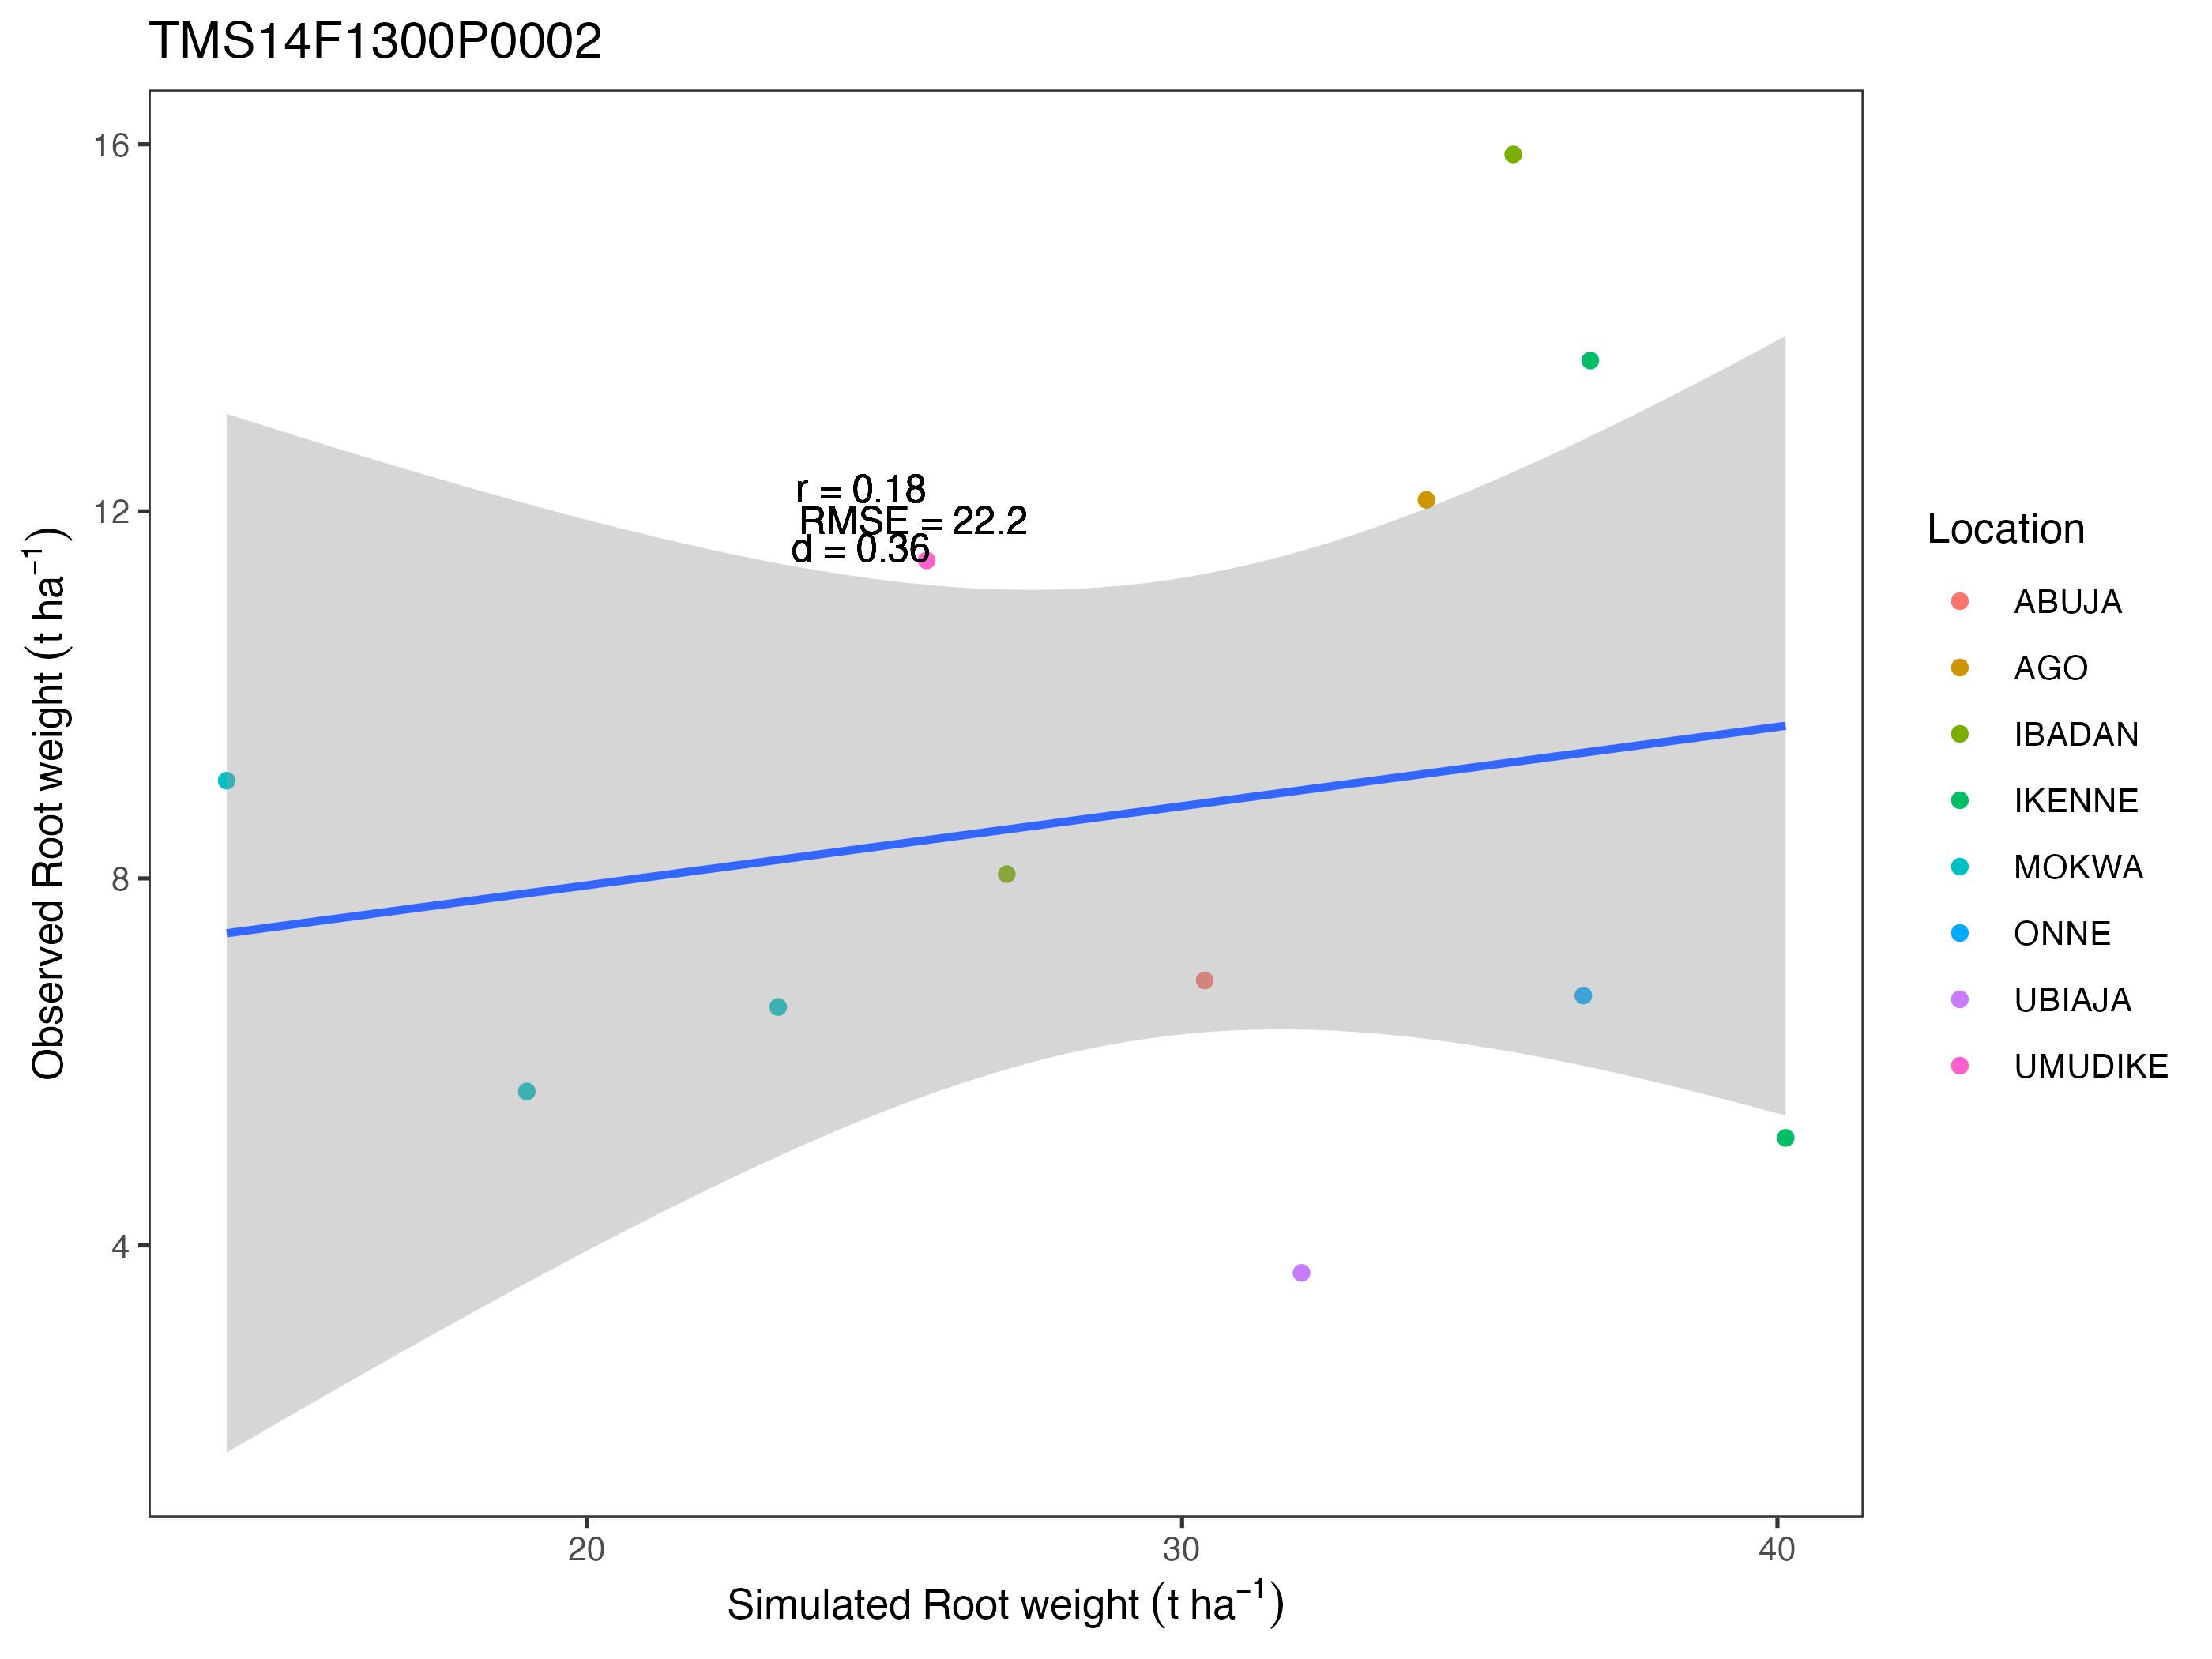 TMS14F1300P0002
16
12
8
4
Observed Root weight (t ha⁻¹)
r = 0.18
RMSE = 22.2
d = 0.36
20
30
40
Simulated Root weight (t ha⁻¹)
Location
ABUJA
AGO
IBADAN
IKENNE
MOKWA
ONNE
UBIAJA
UMUDIKE